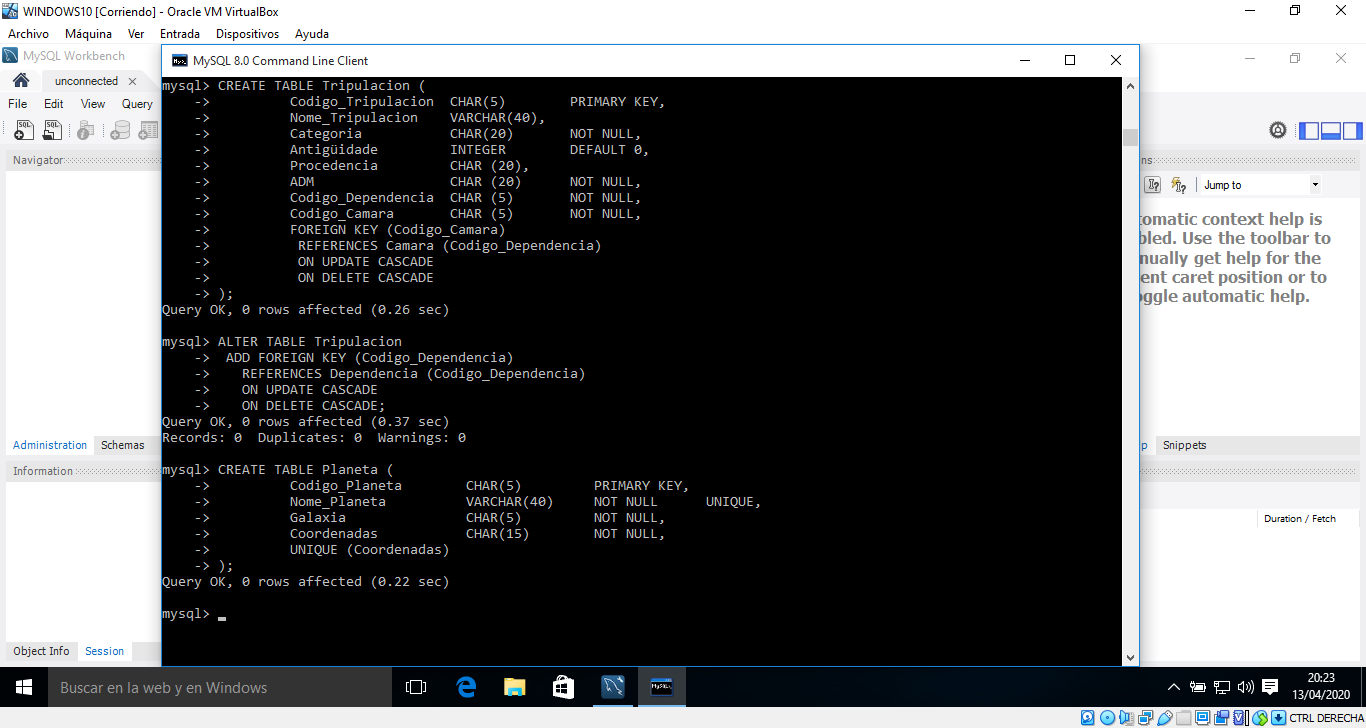 WINDOWS10 [Corriendo] - Oracle VM VirtualBox
Archivo Máquina Ver Entrada Dispositivos Ayuda
MySQL Workbench
unconnected
File Edit View Query
Navigator
Administration Schemas
Information
Object Info Session
MySQL 8.0 Command Line Client
mysql> CREATE TABLE Tripulacion (
-> Codigo_Tripulacion CHAR(5) PRIMARY KEY,
-> Nome_Tripulacion VARCHAR(40),
-> Categoria CHAR(20) NOT NULL,
-> Antigüidade INTEGER DEFAULT 0,
-> Procedencia CHAR (20),
-> ADM CHAR (20) NOT NULL,
-> Codigo_Dependencia CHAR (5) NOT NULL,
-> Codigo_Camara CHAR (5) NOT NULL,
-> FOREIGN KEY (Codigo_Camara)
-> REFERENCES Camara (Codigo_Dependencia)
-> ON UPDATE CASCADE
-> ON DELETE CASCADE
-> );
Query OK, 0 rows affected (0.26 sec)
mysql> ALTER TABLE Tripulacion
-> ADD FOREIGN KEY (Codigo_Dependencia)
-> REFERENCES Dependencia (Codigo_Dependencia)
-> ON UPDATE CASCADE
-> ON DELETE CASCADE;
Query OK, 0 rows affected (0.37 sec)
Records: 0 Duplicates: 0 Warnings: 0
mysql> CREATE TABLE Planeta (
-> Codigo_Planeta CHAR(5) PRIMARY KEY,
-> Nome_Planeta VARCHAR(40) NOT NULL UNIQUE,
-> Galaxia CHAR(5) NOT NULL,
-> Coordenadas CHAR(15) NOT NULL,
-> UNIQUE (Coordenadas)
-> );
Query OK, 0 rows affected (0.22 sec)
mysql>
ns
Jump to
tomatic context help is
bled. Use the toolbar to
nually get help for the
ent caret position or to
ggle automatic help.
p Snippets
Duration / Fetch
Buscar en la web y en Windows
20:23
13/04/2020
CTRL DERECHA